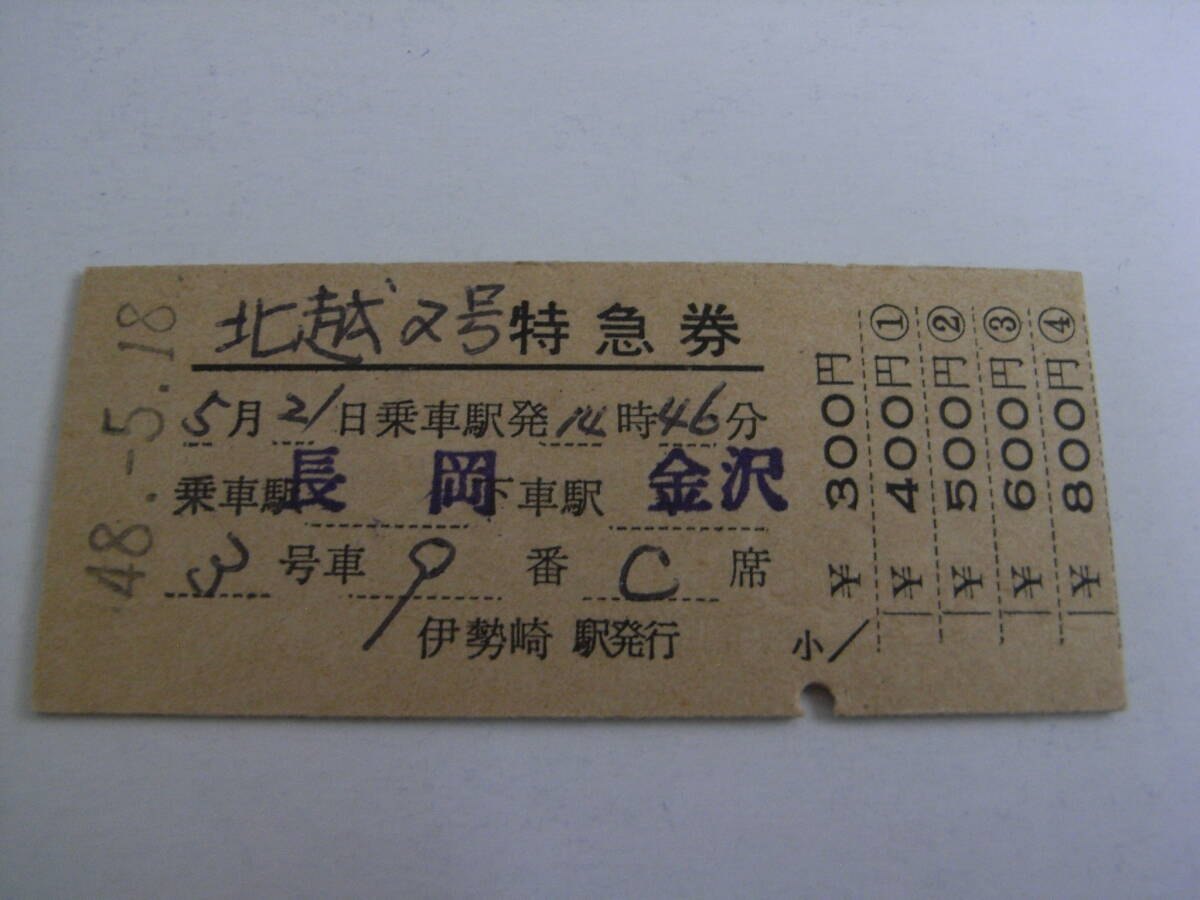 48.-5.18
北越2号特急券
5月21日乗車駅発14時46分
乗車駅 長岡 下車駅 金沢
3号車9番C席
伊勢崎駅発行
小
¥300円
¥400円①
¥500円②
¥600円③
¥800円④